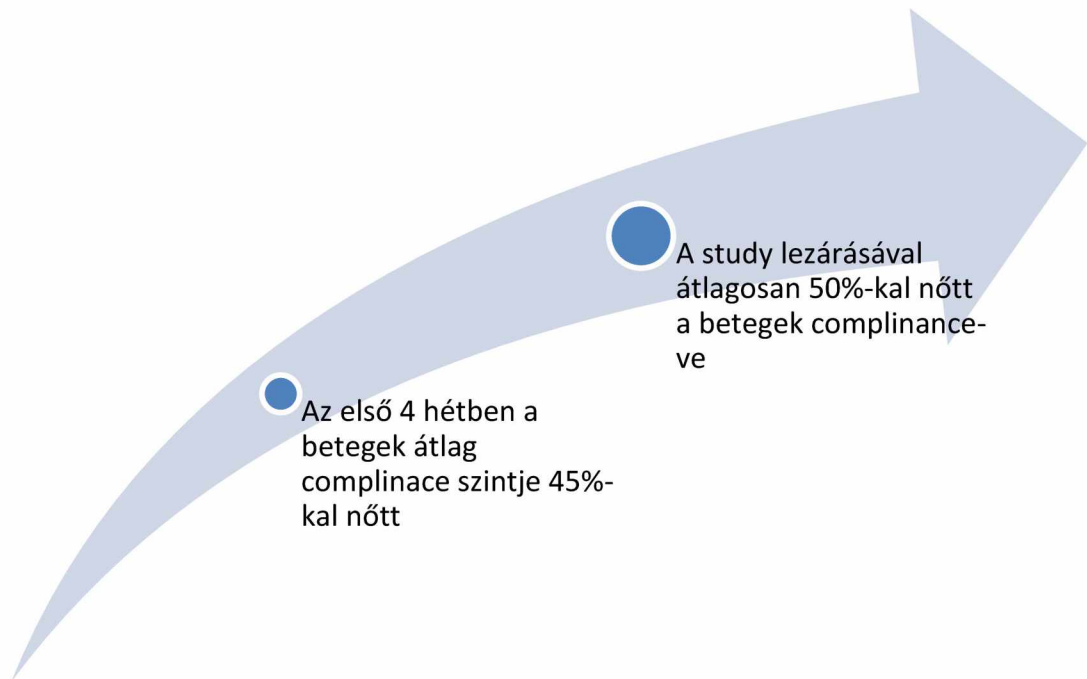 A study lezárásával
átlagosan 50%-kal nőtt
a betegek complinance-
ve
Az első 4 hétben a
betegek átlag
complinace szintje 45%-
kal nőtt